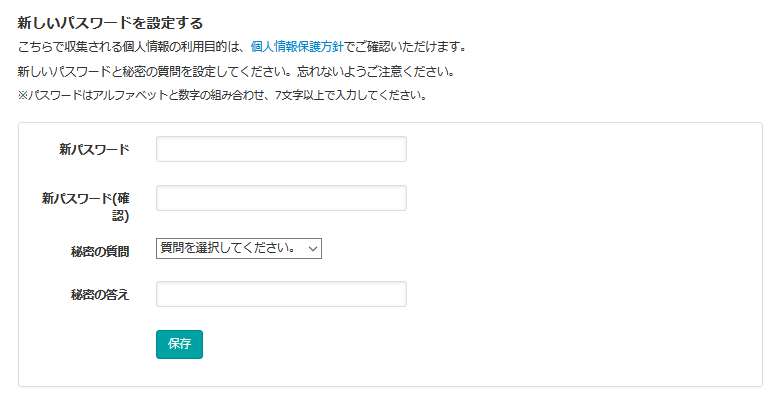 新しいパスワードを設定する
こちらで収集される個人情報の利用目的は、個人情報保護方針でご確認いただけます。
新しいパスワードと秘密の質問を設定してください。忘れないようご注意ください。
※パスワードはアルファベットと数字の組み合わせ、7文字以上で入力してください。
新パスワード
新パスワード(確
認)
秘密の質問 質問を選択してください。
秘密の答え
保存